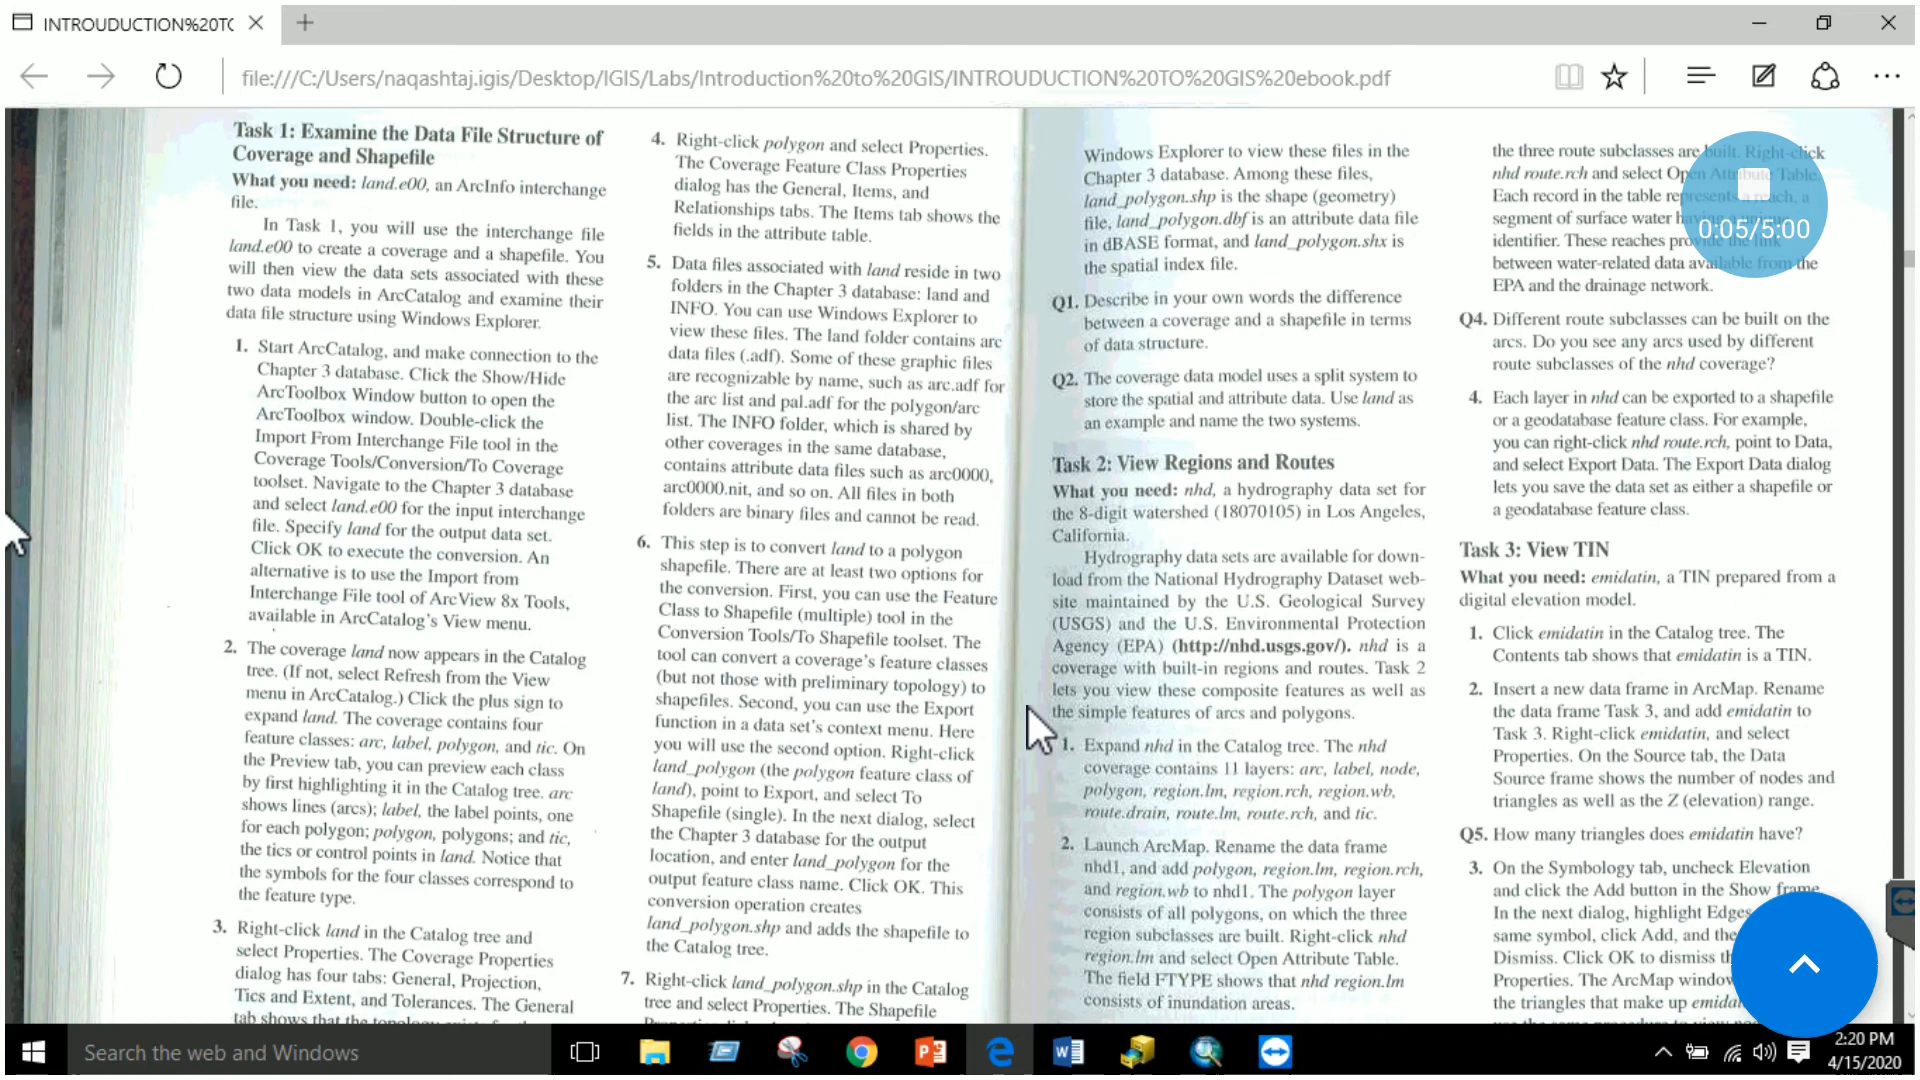 INTROUDUCTION%20TO
file:///C:/Users/naqashtaj.igis/Desktop/IGIS/Labs/Introduction%20to%20GIS/INTROUDUCTION%20TO%20GIS%20ebook.pdf
Task 1: Examine the Data File Structure of
Coverage and Shapefile
What you need: land.e00, an ArcInfo interchange
file.
In Task 1, you will use the interchange file
land.e00 to create a coverage and a shapefile. You
will then view the data sets associated with these
two data models in ArcCatalog and examine their
data file structure using Windows Explorer.
1. Start ArcCatalog, and make connection to the
Chapter 3 database. Click the Show/Hide
ArcToolbox Window button to open the
ArcToolbox window. Double-click the
Import From Interchange File tool in the
Coverage Tools/Conversion/To Coverage
toolset. Navigate to the Chapter 3 database
and select land.e00 for the input interchange
file. Specify land for the output data set.
Click OK to execute the conversion. An
alternative is to use the Import from
Interchange File tool of ArcView 8x Tools,
available in ArcCatalog's View menu.
2. The coverage land now appears in the Catalog
tree. (If not, select Refresh from the View
menu in ArcCatalog.) Click the plus sign to
expand land. The coverage contains four
feature classes: arc, label, polygon, and tic. On
the Preview tab, you can preview each class
by first highlighting it in the Catalog tree. arc
shows lines (arcs); label, the label points, one
for each polygon; polygon, polygons; and tic,
the tics or control points in land. Notice that
the symbols for the four classes correspond to
the feature type.
3. Right-click land in the Catalog tree and
select Properties. The Coverage Properties
dialog has four tabs: General, Projection,
Tics and Extent, and Tolerances. The General
tab shows that the
4. Right-click polygon and select Properties.
The Coverage Feature Class Properties
dialog has the General, Items, and
Relationships tabs. The Items tab shows the
fields in the attribute table.
5. Data files associated with land reside in two
folders in the Chapter 3 database: land and
INFO. You can use Windows Explorer to
view these files. The land folder contains arc
data files (.adf). Some of these graphic files
are recognizable by name, such as arc.adf for
the arc list and pal.adf for the polygon/arc
list. The INFO folder, which is shared by
other coverages in the same database,
contains attribute data files such as arc0000,
arc0000.nit, and so on. All files in both
folders are binary files and cannot be read.
6. This step is to convert land to a polygon
shapefile. There are at least two options for
the conversion. First, you can use the Feature
Class to Shapefile (multiple) tool in the
Conversion Tools/To Shapefile toolset. The
tool can convert a coverage's feature classes
(but not those with preliminary topology) to
shapefiles. Second, you can use the Export
function in a data set's context menu. Here
you will use the second option. Right-click
land_polygon (the polygon feature class of
land), point to Export, and select To
Shapefile (single). In the next dialog, select
the Chapter 3 database for the output
location, and enter land_polygon for the
output feature class name. Click OK. This
conversion operation creates
land_polygon.shp and adds the shapefile to
the Catalog tree.
7. Right-click land_polygon.shp in the Catalog
tree and select Properties. The Shapefile
Windows Explorer to view these files in the
Chapter 3 database. Among these files,
land_polygon.shp is the shape (geometry)
file, land_polygon.dbf is an attribute data file
in dBASE format, and land_polygon.shx is
the spatial index file.
Q1. Describe in your own words the difference
between a coverage and a shapefile in terms
of data structure.
Q2. The coverage data model uses a split system to
store the spatial and attribute data. Use land as
an example and name the two systems.
Task 2: View Regions and Routes
What you need: nhd, a hydrography data set for
the 8-digit watershed (18070105) in Los Angeles,
California.
Hydrography data sets are available for down-
load from the National Hydrography Dataset web-
site maintained by the U.S. Geological Survey
(USGS) and the U.S. Environmental Protection
Agency (EPA) (http://nhd.usgs.gov/). nhd is a
coverage with built-in regions and routes. Task 2
lets you view these composite features as well as
the simple features of arcs and polygons.
1. Expand nhd in the Catalog tree. The nhd
coverage contains 11 layers: arc, label, node,
polygon, region.lm, region.rch, region.wb,
route.drain, route.lm, route.rch, and tic.
2. Launch ArcMap. Rename the data frame
nhd1, and add polygon, region.lm, region.rch,
and region.wb to nhd1. The polygon layer
consists of all polygons, on which the three
region subclasses are built. Right-click nhd
region.lm and select Open Attribute Table.
The field FTYPE shows that nhd region.lm
consists of inundation areas.
the three route subclasses are built. Right-click
nhd route.rch and select Open Attribute Table.
Each record in the table represents a reach, a
segment of surface water having a unique
identifier. These reaches provide the link
between water-related data available from the
EPA and the drainage network.
Q4. Different route subclasses can be built on the
arcs. Do you see any arcs used by different
route subclasses of the nhd coverage?
4. Each layer in nhd can be exported to a shapefile
or a geodatabase feature class. For example,
you can right-click nhd route.rch, point to Data,
and select Export Data. The Export Data dialog
lets you save the data set as either a shapefile or
a geodatabase feature class.
Task 3: View TIN
What you need: emidatin, a TIN prepared from a
digital elevation model.
1. Click emidatin in the Catalog tree. The
Contents tab shows that emidatin is a TIN.
2. Insert a new data frame in ArcMap. Rename
the data frame Task 3, and add emidatin to
Task 3. Right-click emidatin, and select
Properties. On the Source tab, the Data
Source frame shows the number of nodes and
triangles as well as the Z (elevation) range.
Q5. How many triangles does emidatin have?
3. On the Symbology tab, uncheck Elevation
and click the Add button in the Show frame.
In the next dialog, highlight Edges
same symbol, click Add, and the
Dismiss. Click OK to dismiss
Properties. The ArcMap window
the triangles that make up
0:05/5:00
Search the web and Windows
2:20 PM
4/15/2020